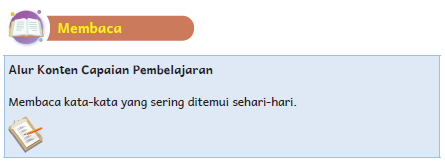 Membaca
Alur Konten Capaian Pembelajaran
Membaca kata-kata yang sering ditemui sehari-hari.